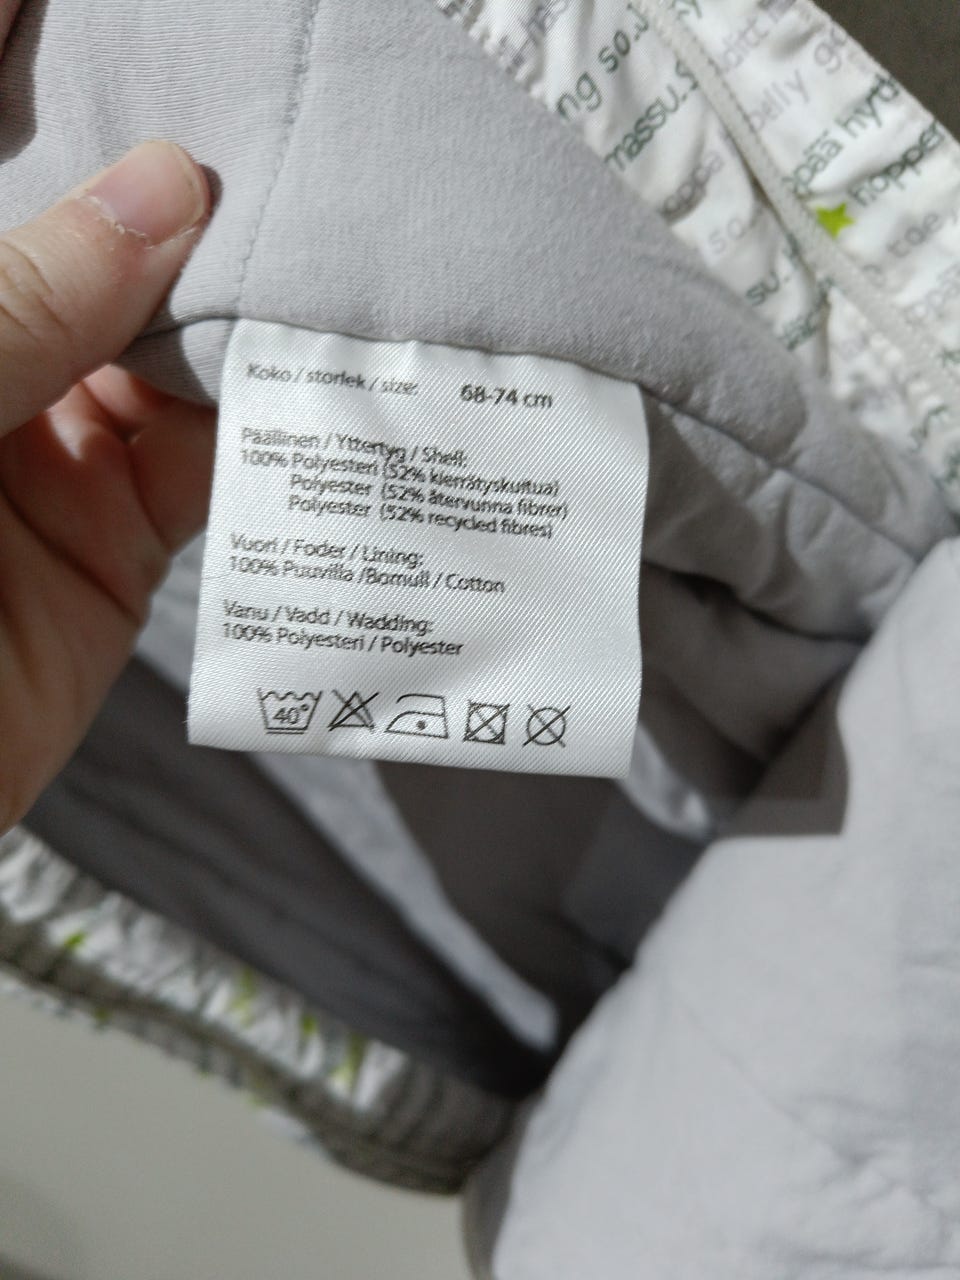 Koko / storlek / size: 68-74 cm
Päällinen / Yttertyg / Shell:
100% Polyesteri (52% kierrätyskuitua)
Polyester (52% återvunna fibrer)
Polyester (52% recycled fibres)
Vuori / Foder / Lining:
100% Puuvilla /Bomull / Cotton
Vanu / Vadd / Wadding:
100% Polyesteri / Polyester
40°
massu.